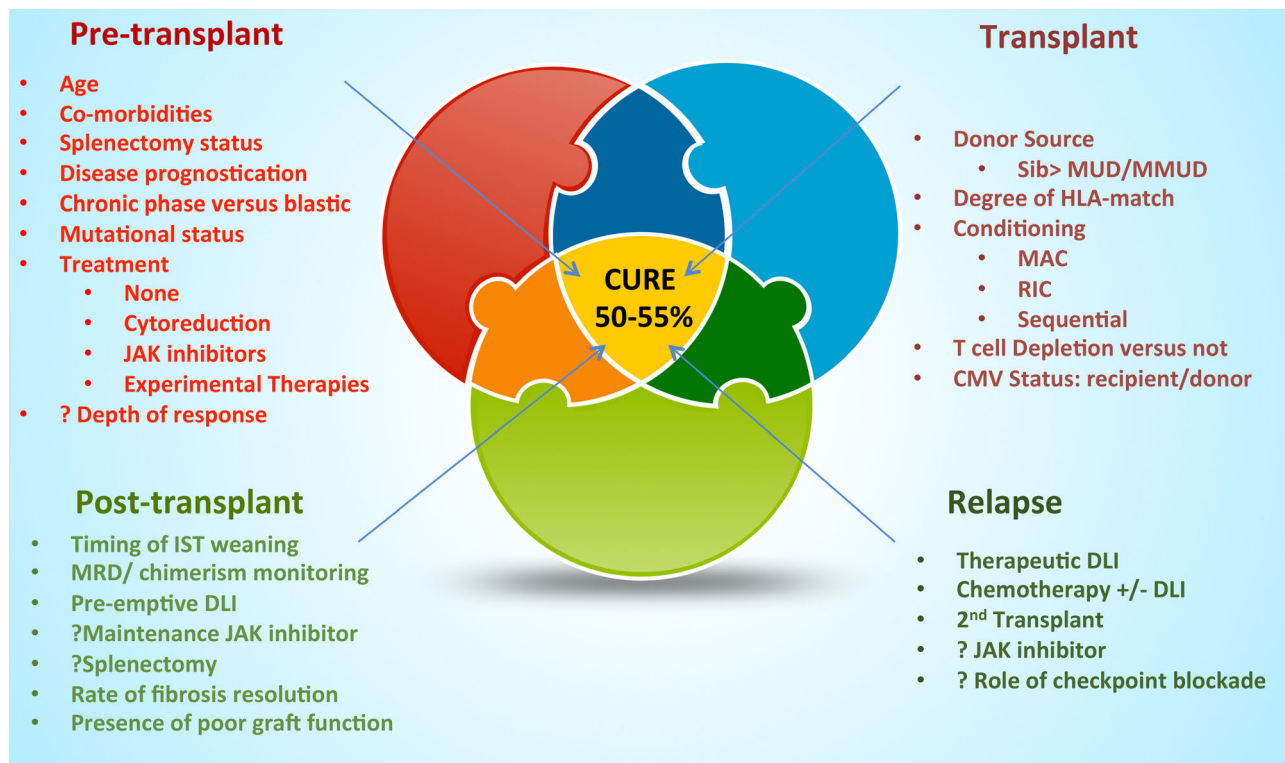 Pre-transplant
• Age
• Co-morbidities
• Splenectomy status
• Disease prognostication
• Chronic phase versus blastic
• Mutational status
• Treatment
• None
• Cytoreduction
• JAK inhibitors
• Experimental Therapies
• ? Depth of response
Transplant
• Donor Source
• Sib> MUD/MMUD
• Degree of HLA-match
• Conditioning
• MAC
• RIC
• Sequential
• T cell Depletion versus not
• CMV Status: recipient/donor
CURE
50-55%
Post-transplant
• Timing of IST weaning
• MRD/ chimerism monitoring
• Pre-emptive DLI
• ?Maintenance JAK inhibitor
• ?Splenectomy
• Rate of fibrosis resolution
• Presence of poor graft function
Relapse
• Therapeutic DLI
• Chemotherapy +/- DLI
• 2nd Transplant
• ? JAK inhibitor
• ? Role of checkpoint blockade